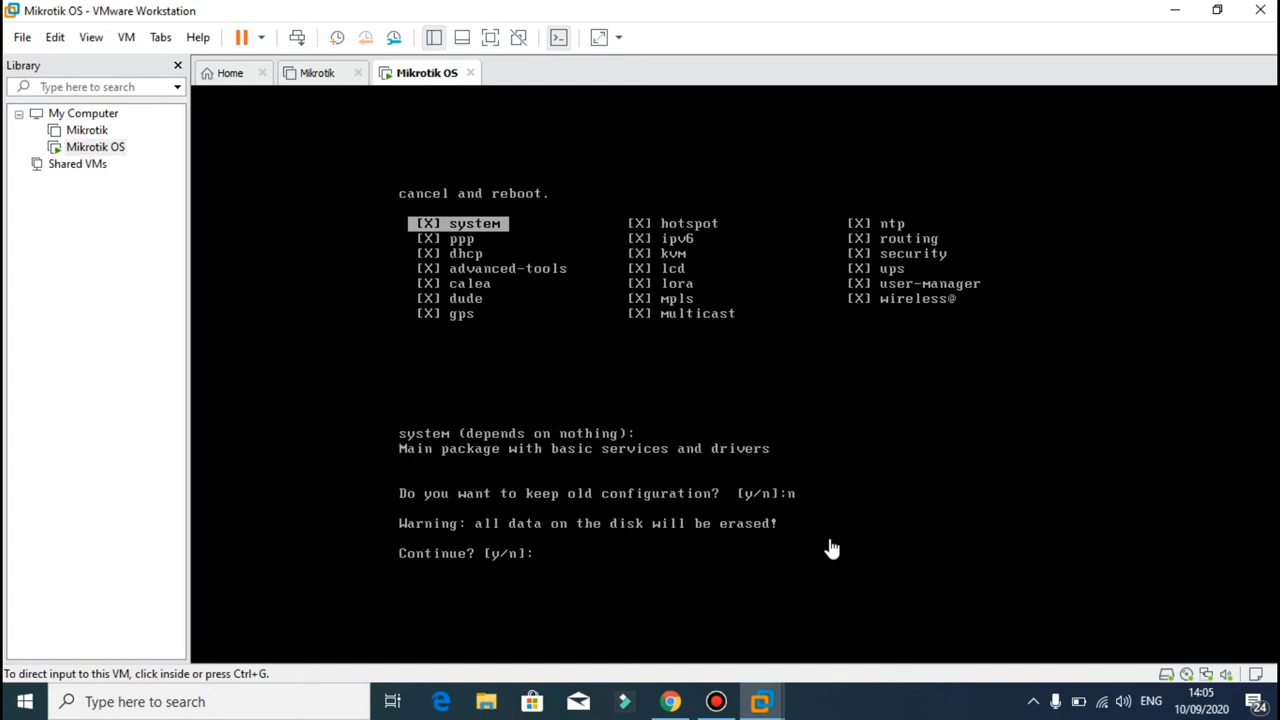 Mikrotik OS - VMware Workstation
File Edit View VM Tabs Help
Library
Type here to search
My Computer
Mikrotik
Mikrotik OS
Shared VMs
Home Mikrotik Mikrotik OS
cancel and reboot.
[X] system [X] hotspot [X] ntp
[X] ppp [X] ipv6 [X] routing
[X] dhcp [X] kvm [X] security
[X] advanced-tools [X] lcd [X] ups
[X] calea [X] lora [X] user-manager
[X] dude [X] mpls [X] wireless@
[X] gps [X] multicast
system (depends on nothing):
Main package with basic services and drivers
Do you want to keep old configuration? [y/n]:n
Warning: all data on the disk will be erased!
Continue? [y/n]:
To direct input to this VM, click inside or press Ctrl+G.
Type here to search
ENG
14:05
10/09/2020
24